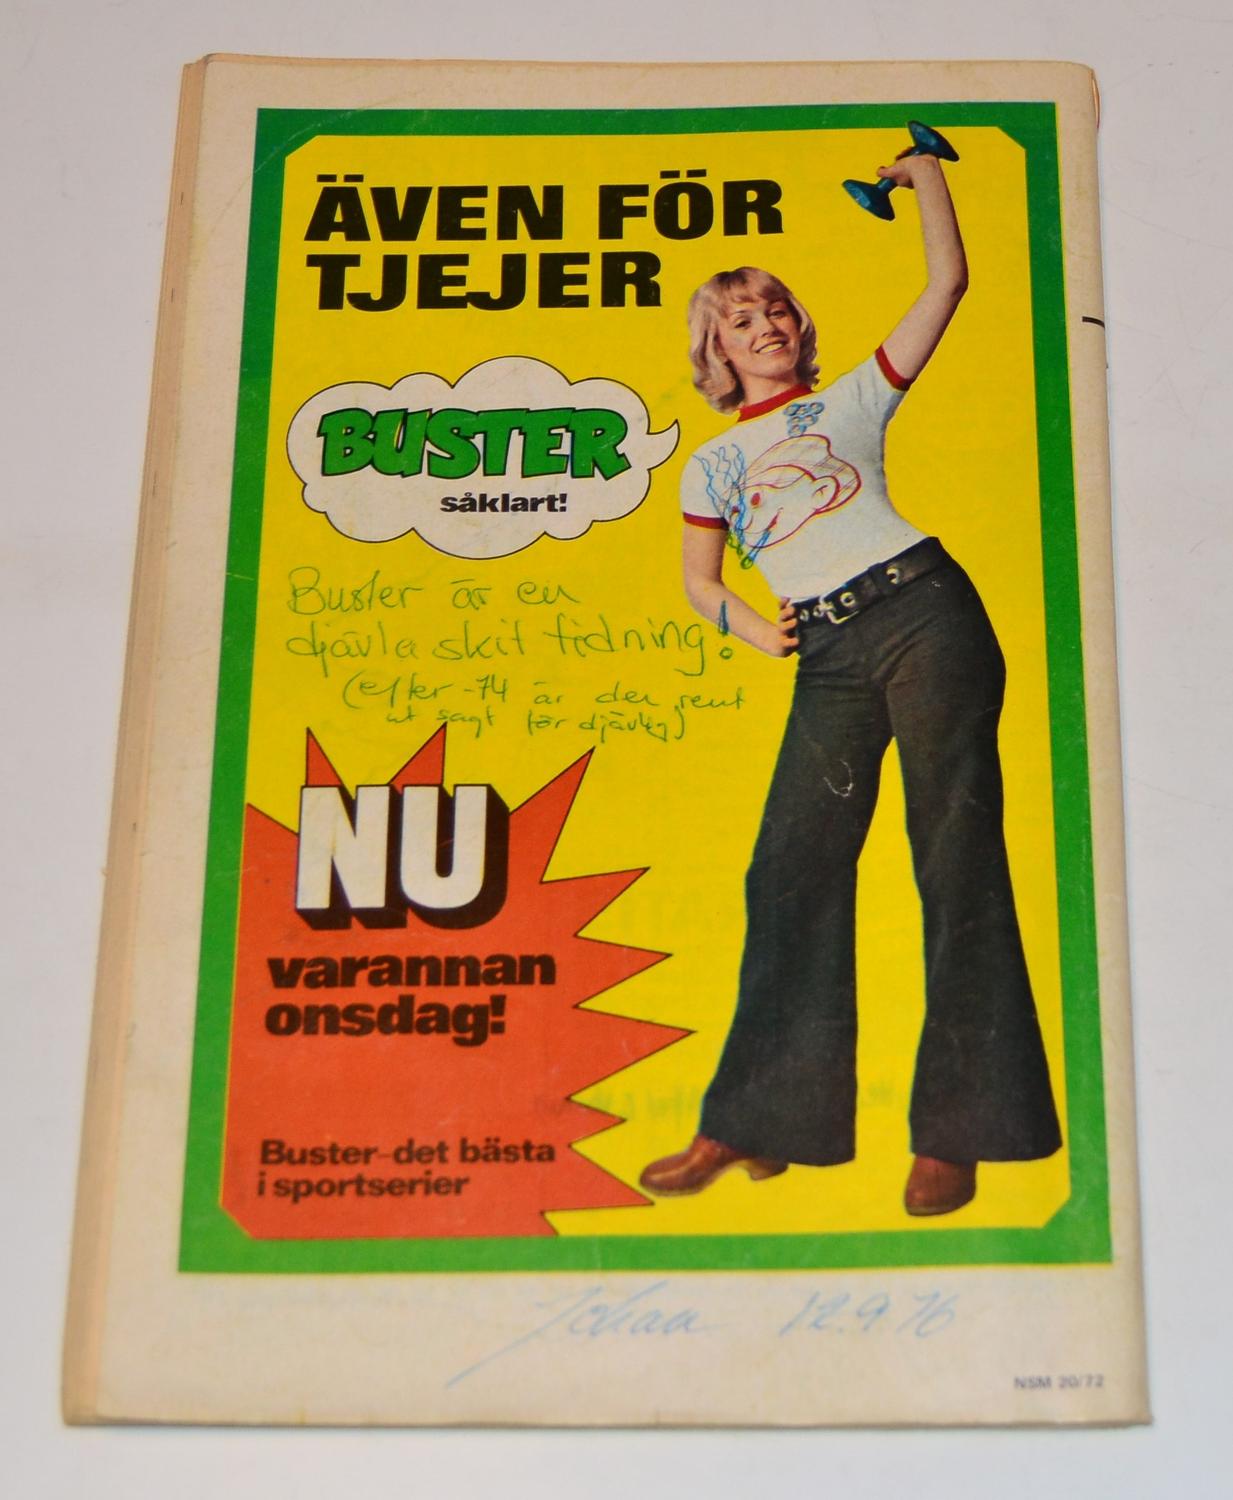 ÄVEN FÖR
TJEJER
BUSTER
såklart!
Buster är en
djävla skit tidning!
(efter -74 är den rent
ut sagt för djävlig)
NU
varannan
onsdag!
Buster-det bästa
i sportserier
Johan 12.9 76
NSM 20/72